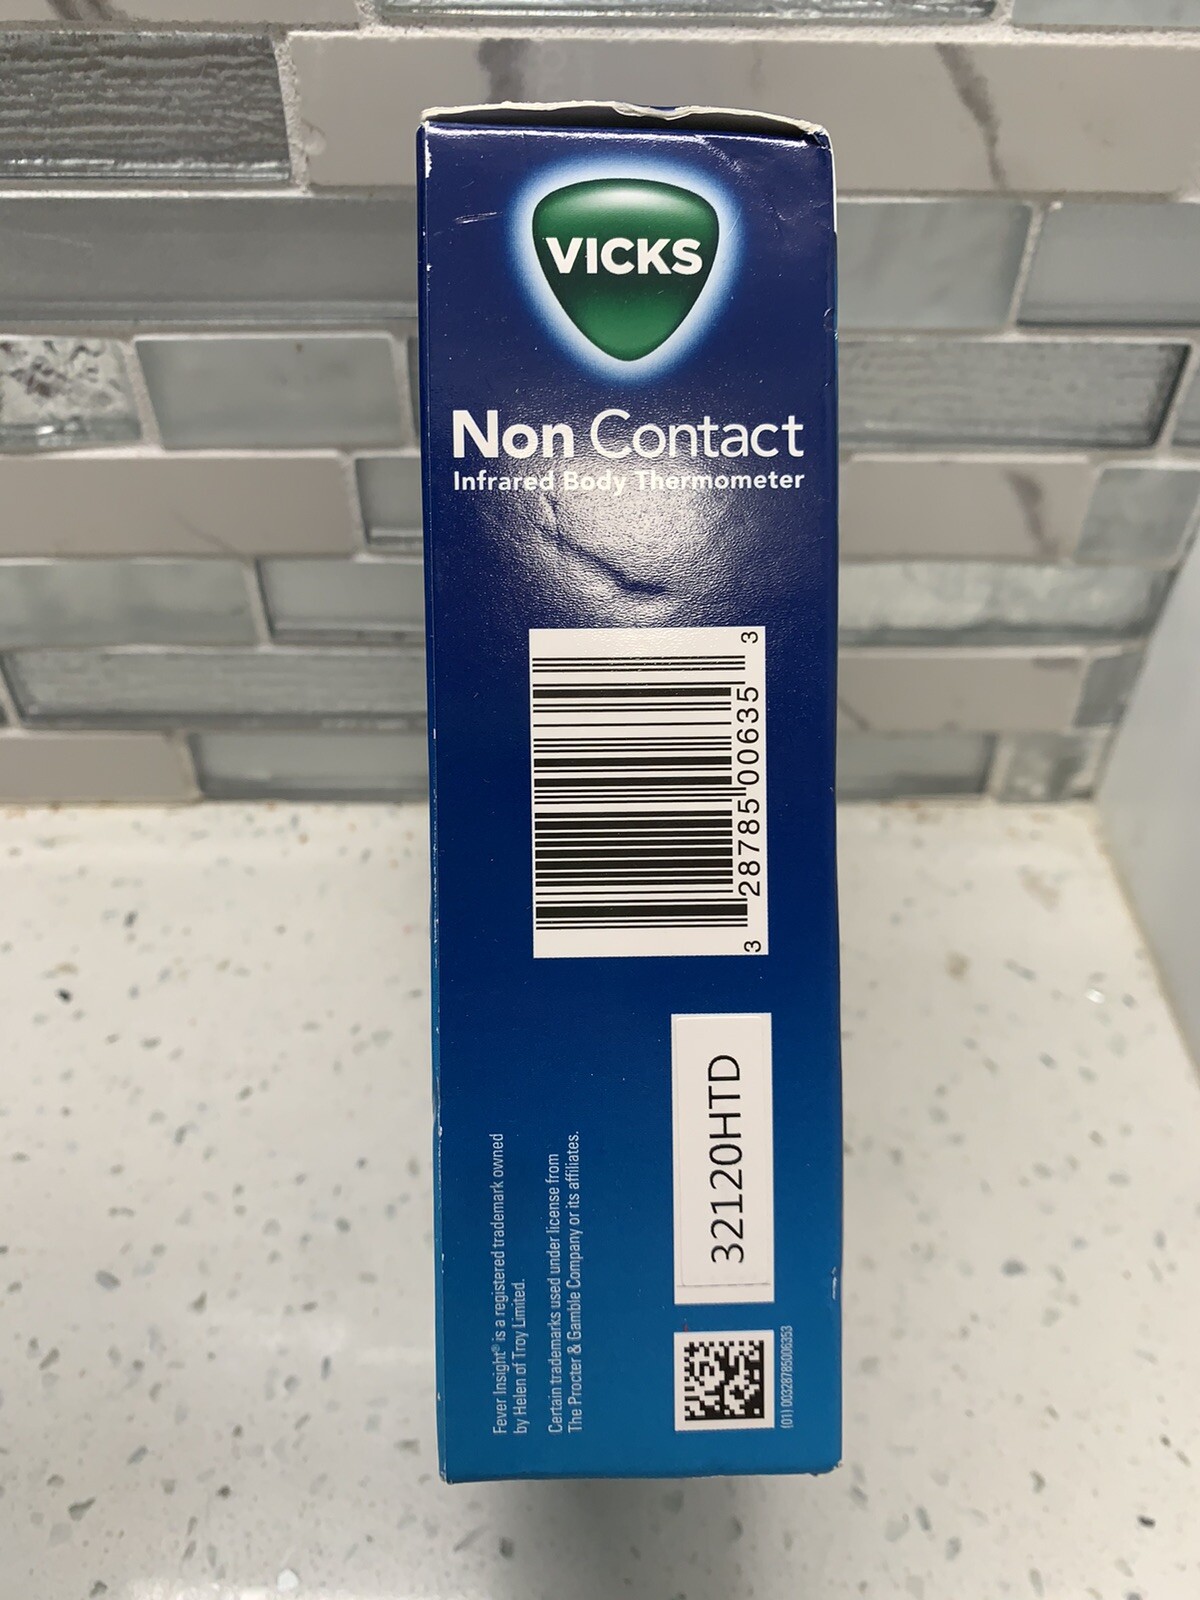 VICKS
Non Contact
Infrared Body Thermometer
3 28785 00635 3
32120HTD
Fever Insight® is a registered trademark owned
by Helen of Troy Limited.
Certain trademarks used under license from
The Procter & Gamble Company or its affiliates.
(01) 00328785006353